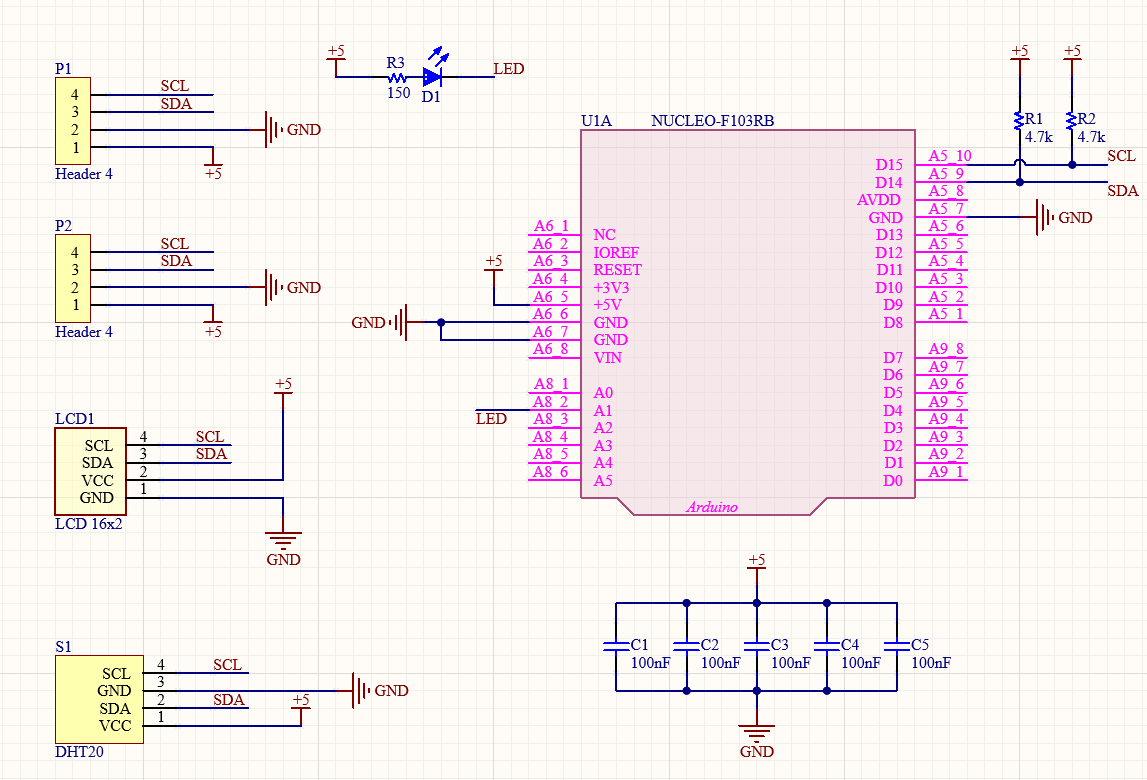 P1
4 SCL
3 SDA
2 GND
1
+5
Header 4
P2
4 SCL
3 SDA
2 GND
1
+5
Header 4
+5
LCD1
SCL 4 SCL
SDA 3 SDA
VCC 2
GND 1
LCD 16x2
GND
S1
SCL 4 SCL
GND 3 GND
SDA 2 SDA +5
VCC 1
DHT20
+5 R3 LED
150 D1
U1A NUCLEO-F103RB
A6_1 NC
A6_2 IOREF
A6_3 RESET
A6_4 +3V3
+5
A6_5 +5V
GND A6_6 GND
A6_7 GND
A6_8 VIN
A8_1 A0
A8_2 A1
LED
A8_3 A2
A8_4 A3
A8_5 A4
A8_6 A5
D15 A5_10
D14 A5_9
AVDD A5_8
GND A5_7 GND
D13 A5_6
D12 A5_5
D11 A5_4
D10 A5_3
D9 A5_2
D8 A5_1
D7 A9_8
D6 A9_7
D5 A9_6
D4 A9_5
D3 A9_4
D2 A9_3
D1 A9_2
D0 A9_1
Arduino
+5 +5
R1 R2
4.7k 4.7k
SCL
SDA
+5
C1 C2 C3 C4 C5
100nF 100nF 100nF 100nF 100nF
GND